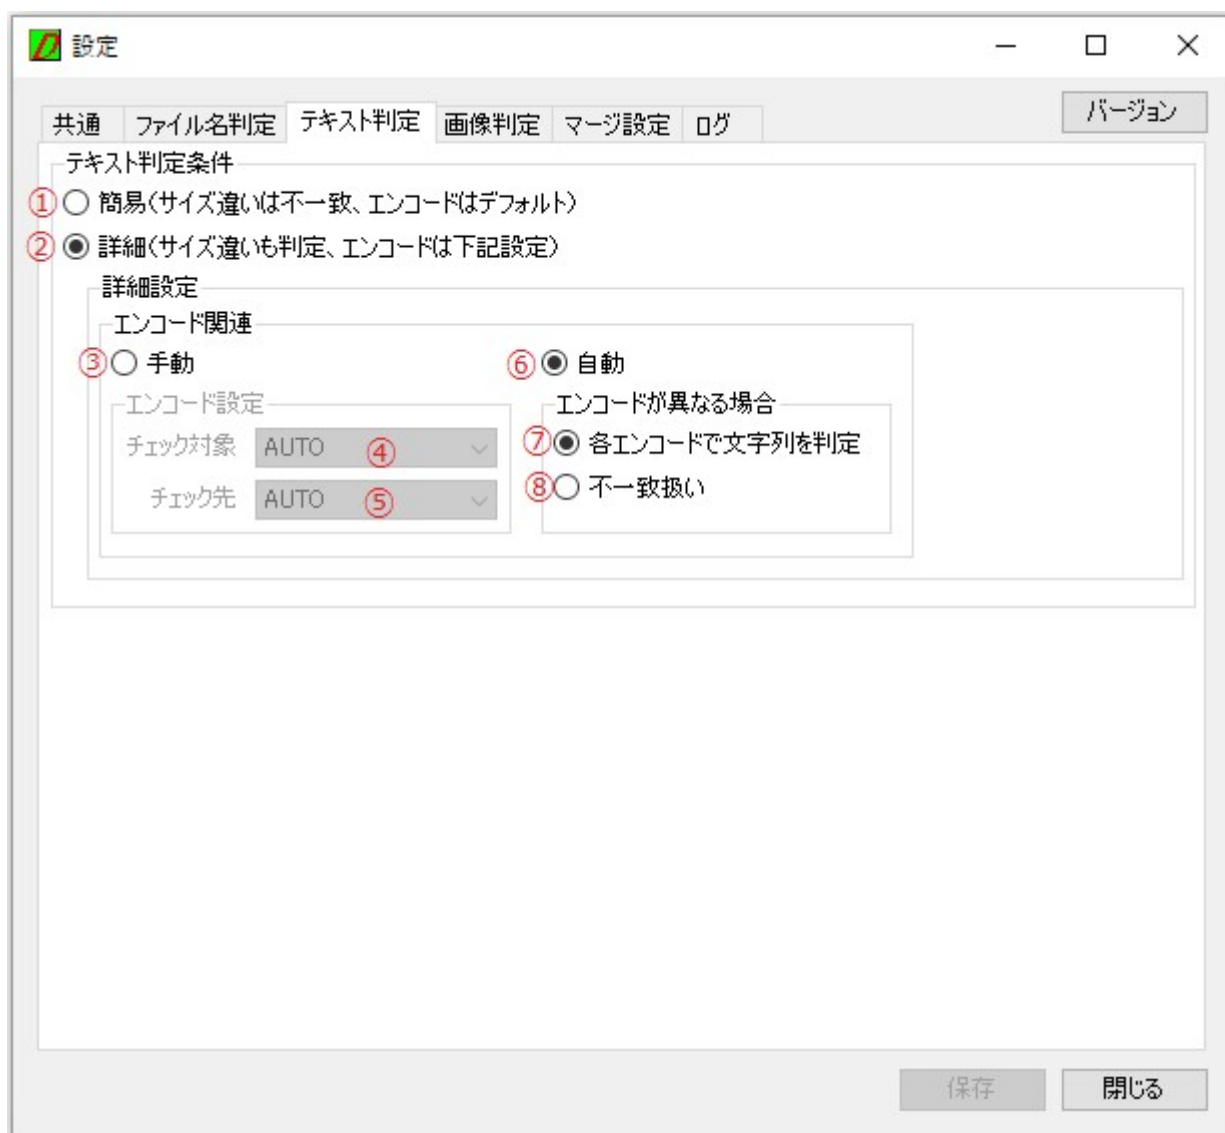 設定
バージョン
共通 ファイル名判定 テキスト判定 画像判定 マージ設定 ログ
テキスト判定条件
① 簡易(サイズ違いは不一致、エンコードはデフォルト)
② 詳細(サイズ違いも判定、エンコードは下記設定)
詳細設定
エンコード関連
③ 手動 ⑥ 自動
エンコード設定 エンコードが異なる場合
チェック対象 AUTO ④ ⑦ 各エンコードで文字列を判定
チェック先 AUTO ⑤ ⑧ 不一致扱い
保存 閉じる